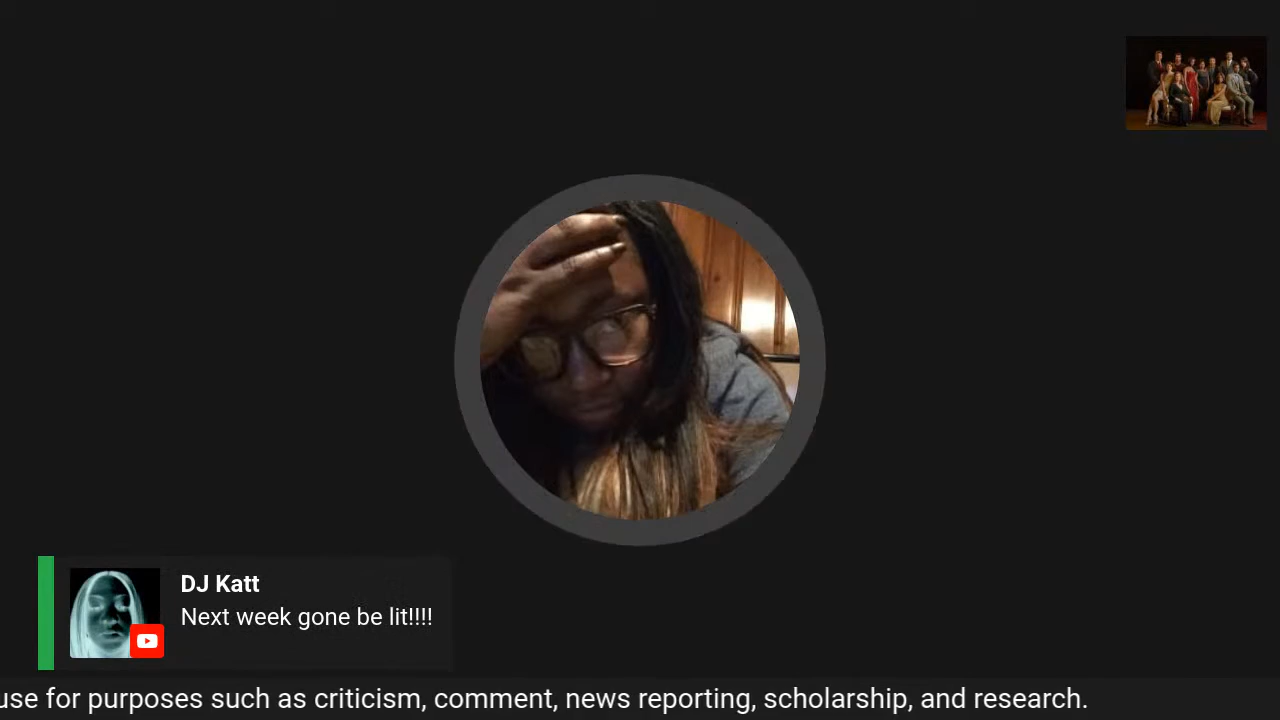 DJ Katt
Next week gone be lit!!!!
use for purposes such as criticism, comment, news reporting, scholarship, and research.